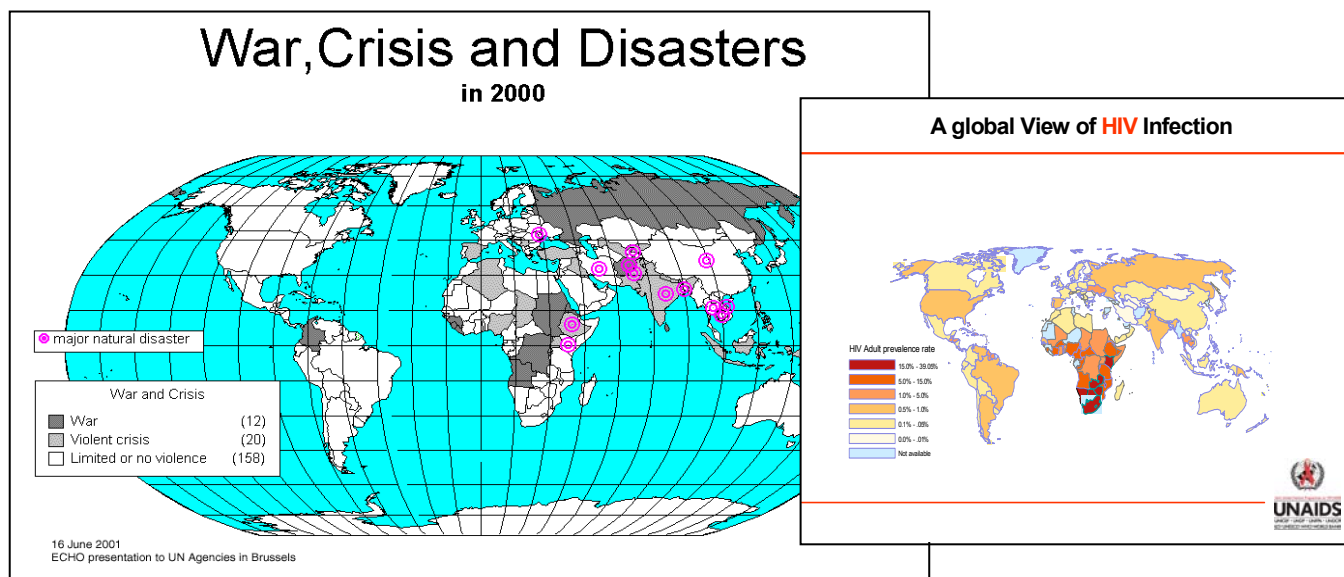 War,Crisis and Disasters
in 2000
major natural disaster
War and Crisis
War (12)
Violent crisis (20)
Limited or no violence (158)
16 June 2001
ECHO presentation to UN Agencies in Brussels
A global View of HIV Infection
HIV Adult prevalence rate
15.0% - 39.05%
5.0% - 15.0%
1.0% - 5.0%
0.5% - 1.0%
0.1% - .05%
0.0% - .01%
Not available
UNAIDS